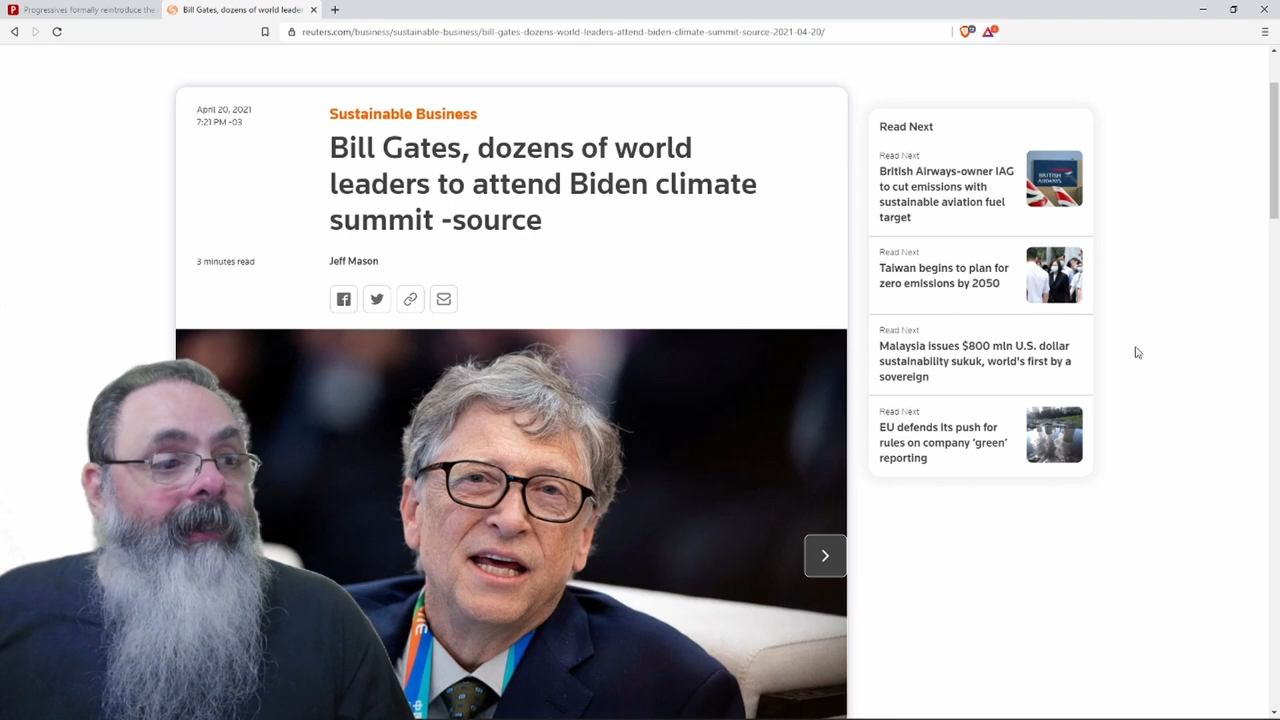 Progressives formally reintroduce the
Bill Gates, dozens of world leader
reuters.com/business/sustainable-business/bill-gates-dozens-world-leaders-attend-biden-climate-summit-source-2021-04-20/
April 20, 2021
7:21 PM -03
Sustainable Business
Bill Gates, dozens of world
leaders to attend Biden climate
summit -source
3 minutes read
Jeff Mason
Read Next
Read Next
British Airways-owner IAG
to cut emissions with
sustainable aviation fuel
target
BRITISH
AIRWAYS
Read Next
Taiwan begins to plan for
zero emissions by 2050
Read Next
Malaysia issues $800 mln U.S. dollar
sustainability sukuk, world's first by a
sovereign
Read Next
EU defends its push for
rules on company ‘green’
reporting